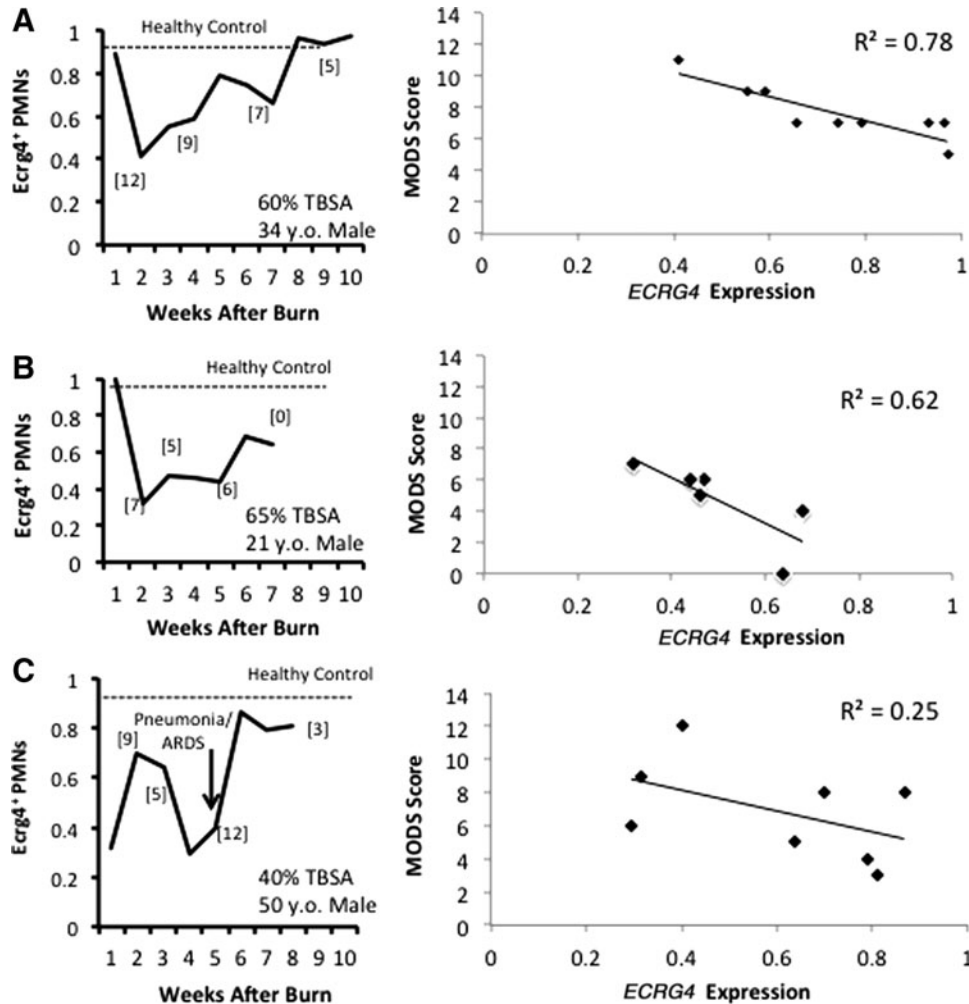 A
Ecrg4⁺ PMNs
1
0.8
0.6
0.4
0.2
0
Healthy Control
[12]
[9]
[7]
[5]
60% TBSA
34 y.o. Male
1 2 3 4 5 6 7 8 9 10
Weeks After Burn
MODS Score
14
12
10
8
6
4
2
0
R² = 0.78
0 0.2 0.4 0.6 0.8 1
ECRG4 Expression
B
Ecrg4⁺ PMNs
1
0.8
0.6
0.4
0.2
0
Healthy Control
[7]
[5]
[6]
[0]
65% TBSA
21 y.o. Male
1 2 3 4 5 6 7 8 9 10
Weeks After Burn
MODS Score
14
12
10
8
6
4
2
0
R² = 0.62
0 0.2 0.4 0.6 0.8 1
ECRG4 Expression
C
Ecrg4⁺ PMNs
1
0.8
0.6
0.4
0.2
0
Healthy Control
Pneumonia/
ARDS
[9]
[5]
[12]
[3]
40% TBSA
50 y.o. Male
1 2 3 4 5 6 7 8 9 10
Weeks After Burn
MODS Score
14
12
10
8
6
4
2
0
R² = 0.25
0 0.2 0.4 0.6 0.8 1
ECRG4 Expression